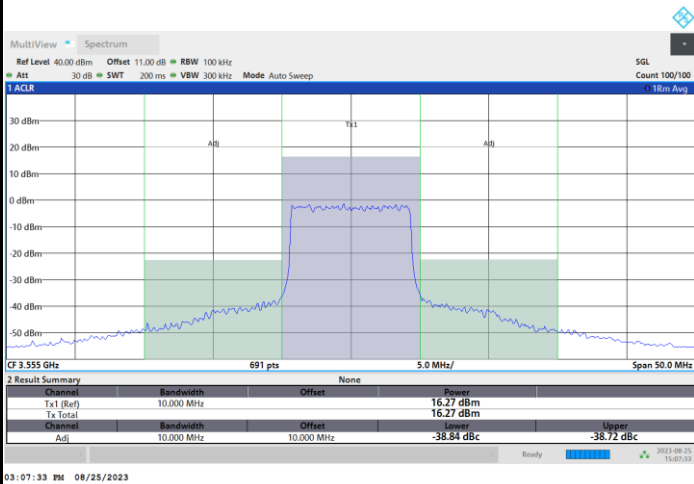 MultiView Spectrum
Ref Level 40.00 dBm Offset 11.00 dB RBW 100 kHz SGL
Att 30 dB SWT 200 ms VBW 300 kHz Mode Auto Sweep Count 100/100
1 ACLR 1Rm Avg
30 dBm
Tx1
20 dBm Adj Adj
10 dBm
0 dBm
-10 dBm
-20 dBm
-30 dBm
-40 dBm
-50 dBm
CF 3.555 GHz 691 pts 5.0 MHz/ Span 50.0 MHz
2 Result Summary None
Channel Bandwidth Offset Power
Tx1 (Ref) 10.000 MHz 16.27 dBm
Tx Total 16.27 dBm
Channel Bandwidth Offset Lower Upper
Adj 10.000 MHz 10.000 MHz -38.84 dBc -38.72 dBc
Ready 2023-08-25
15:07:33
03:07:33 PM 08/25/2023